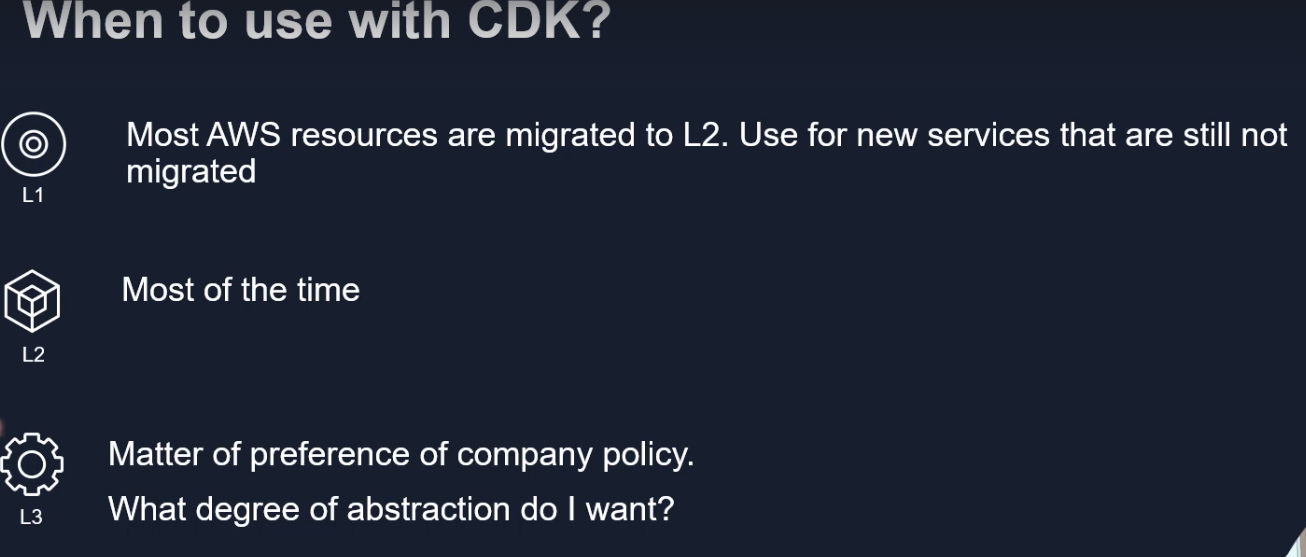 When to use with CDK?
Most AWS resources are migrated to L2. Use for new services that are still not
migrated
L1
Most of the time
L2
Matter of preference of company policy.
What degree of abstraction do I want?
L3